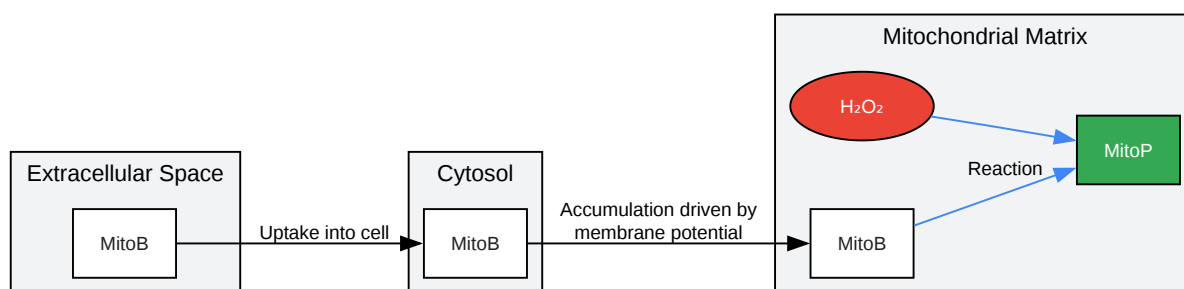 Mitochondrial Matrix
H₂O₂
MitoP
Extracellular Space
Cytosol
Reaction
Accumulation driven by
membrane potential
Uptake into cell
MitoB
MitoB
MitoB